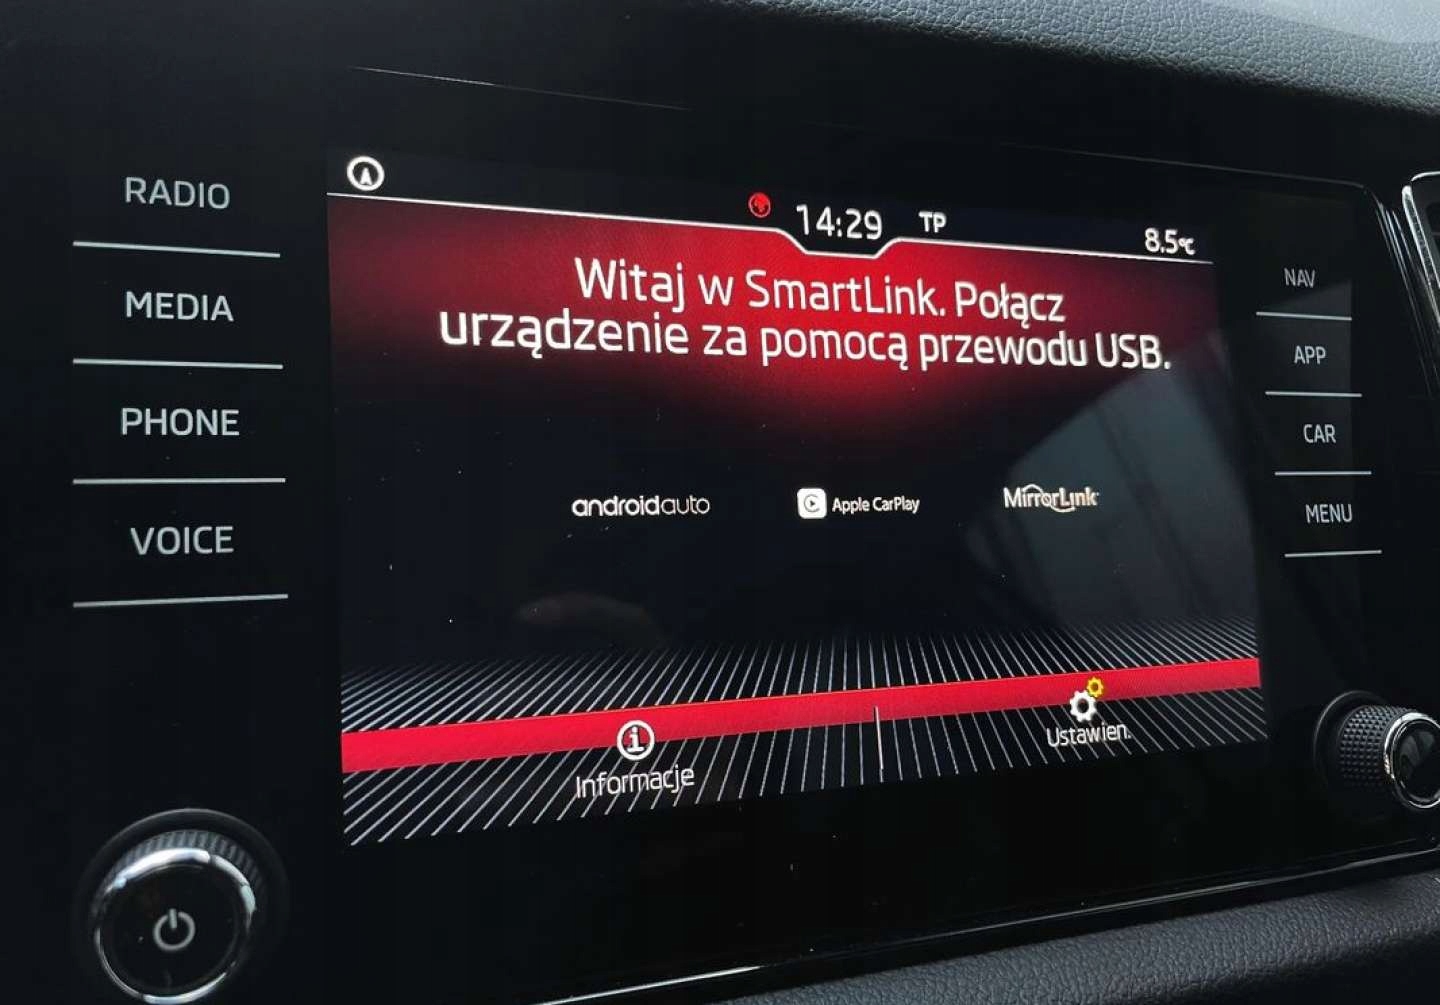 RADIO
MEDIA
PHONE
VOICE
14:29 TP
8.5°C
Witaj w SmartLink. Połącz
urządzenie za pomocą przewodu USB.
androidauto
Apple CarPlay
MirrorLink
Informacje
Ustawien.
NAV
APP
CAR
MENU